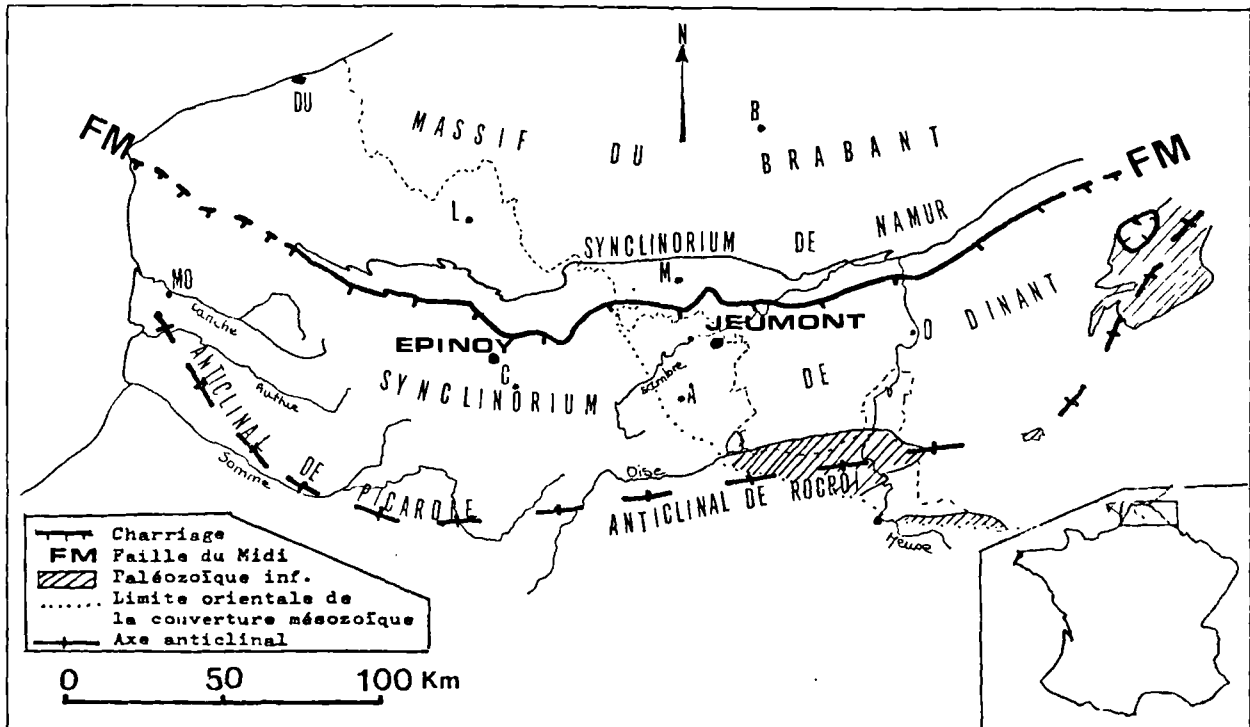 N
DU
FM
MASSIF DU BRABANT
B
FM
L
SYNCLINORIUM DE NAMUR
M
MO
Canche
JEUMONT
D
DINANT
EPINOY
C
Sambre
DE
SYNCLINORIUM
A
Authie
ANTICLINAL DE PICARDIE
Somme
Oise
ANTICLINAL DE ROCROI
Meuse
Charriage
FM Faille du Midi
Paléozoïque inf.
Limite orientale de
la couverture mésozoïque
Axe anticlinal
0 50 100 Km